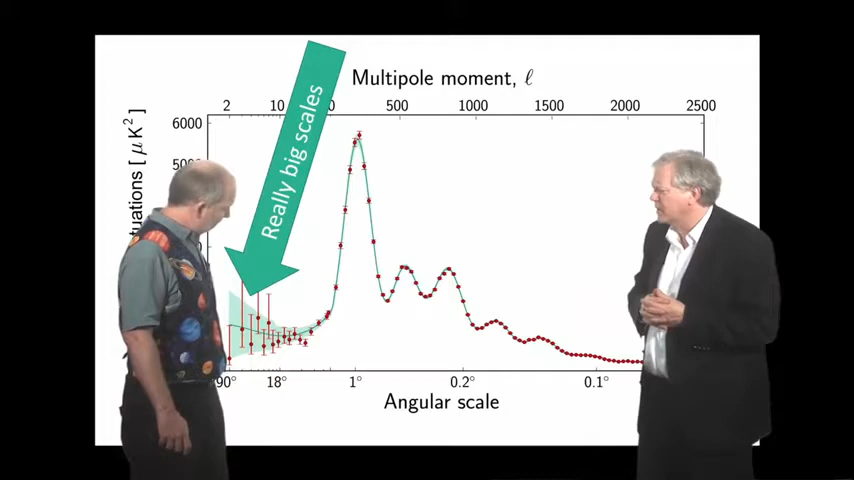 Multipole moment, ℓ
2 10 500 1000 1500 2000 2500
Really big scales
6000
tuations [ μK² ]
90° 18° 1° 0.2° 0.1°
Angular scale